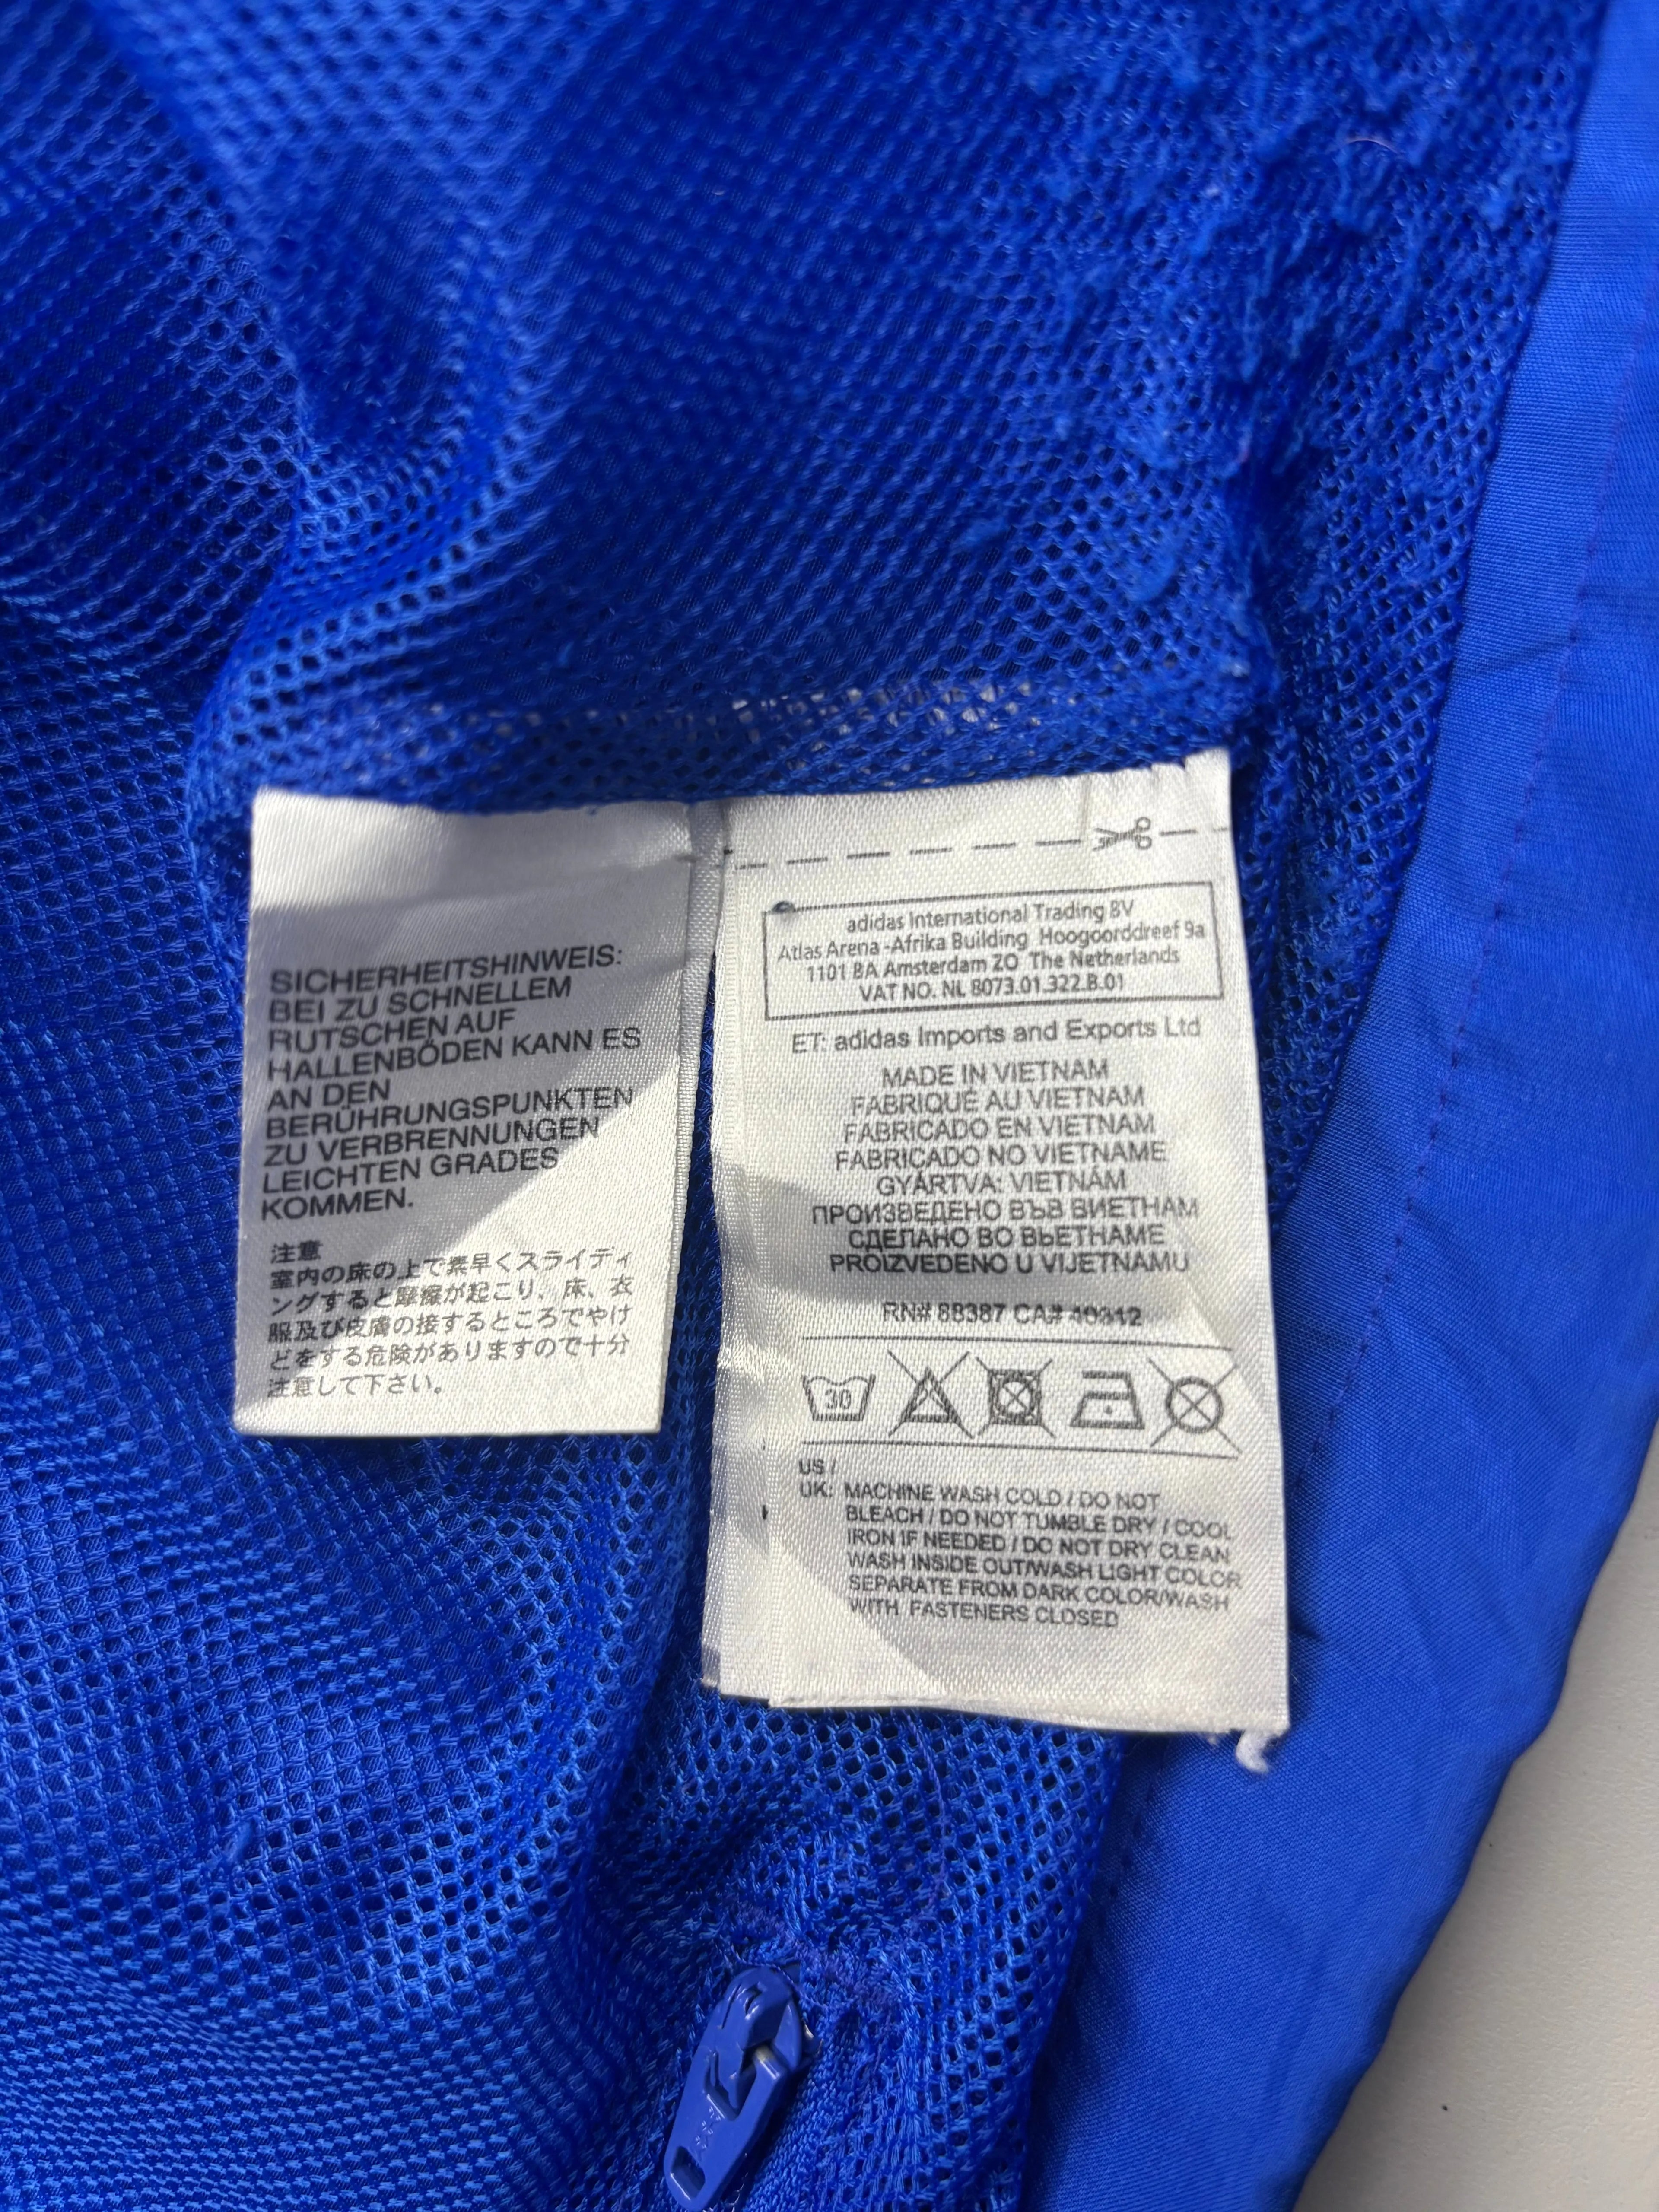 SICHERHEITSHINWEIS:
BEI ZU SCHNELLEM
RUTSCHEN AUF
HALLENBÖDEN KANN ES
AN DEN
BERÜHRUNGSPUNKTEN
ZU VERBRENNUNGEN
LEICHTEN GRADES
KOMMEN.
注意
室内の床の上で素早くスライディ
ングすると摩擦が起こり、床、衣
服及び皮膚の接するところでやけ
どをする危険がありますので十分
注意して下さい。
adidas International Trading BV
Atlas Arena -Afrika Building Hoogoorddreef 9a
1101 BA Amsterdam ZO The Netherlands
VAT NO. NL 8073.01.322.B.01
ET: adidas Imports and Exports Ltd
MADE IN VIETNAM
FABRIQUÉ AU VIETNAM
FABRICADO EN VIETNAM
FABRICADO NO VIETNAME
GYÁRTVA: VIETNÁM
ПРОИЗВЕДЕНО ВЪВ ВИЕТНАМ
СДЕЛАНО ВО ВЬЕТНАМЕ
PROIZVEDENO U VIJETNAMU
RN# 88387 CA# 40312
30
US /
UK: MACHINE WASH COLD / DO NOT
BLEACH / DO NOT TUMBLE DRY / COOL
IRON IF NEEDED / DO NOT DRY CLEAN
WASH INSIDE OUT/WASH LIGHT COLOR
SEPARATE FROM DARK COLOR/WASH
WITH FASTENERS CLOSED